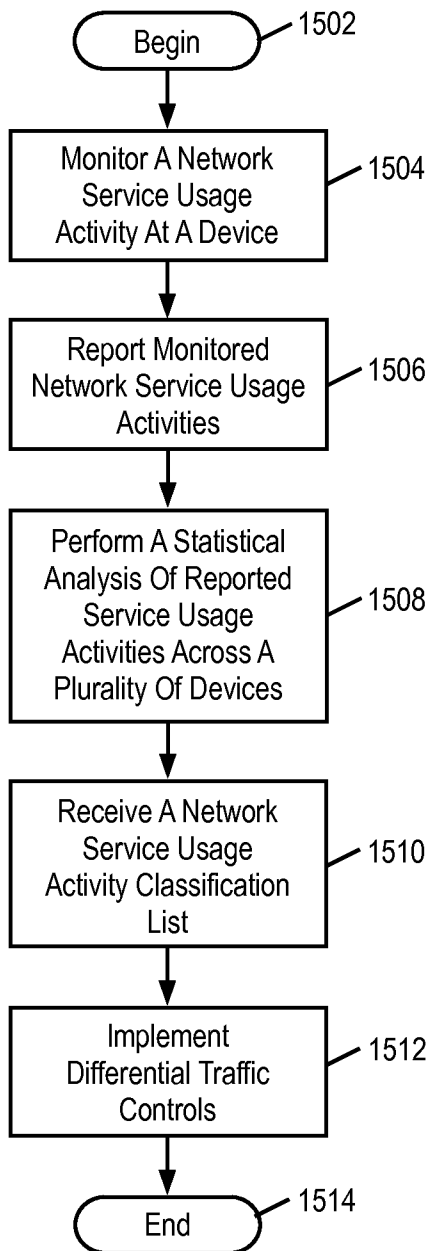 Begin
1502
Monitor A Network
Service Usage
Activity At A Device
1504
Report Monitored
Network Service Usage
Activities
1506
Perform A Statistical
Analysis Of Reported
Service Usage
Activities Across A
Plurality Of Devices
1508
Receive A Network
Service Usage
Activity Classification
List
1510
Implement
Differential Traffic
Controls
1512
End
1514